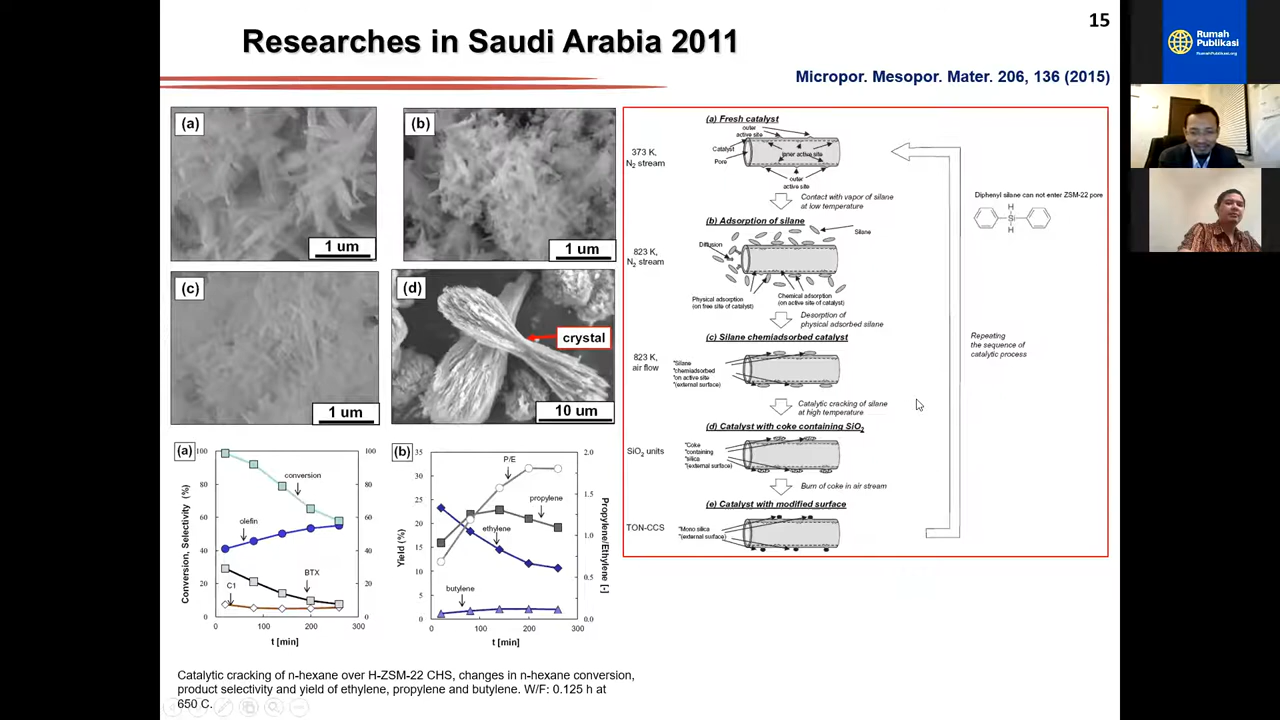 Researches in Saudi Arabia 2011
15
Micropor. Mesopor. Mater. 206, 136 (2015)
Rumah
Publikasi
RumahPublikasi.org
(a)
1 um
(b)
1 um
(c)
1 um
(d)
crystal
10 um
(a) Fresh catalyst
outer
active site
Catalyst
Pore
inner active site
outer
active site
373 K,
N2 stream
Contact with vapor of silane
at low temperature
(b) Adsorption of silane
Silane
Diffusion
823 K,
N2 stream
Physical adsorption
(on free site of catalyst)
Chemical adsorption
(on active site of catalyst)
Desorption of
physical adsorbed silane
(c) Silane chemiadsorbed catalyst
823 K,
air flow
*Silane
*chemiadsorbed
*on active site
*(external surface)
Catalytic cracking of silane
at high temperature
(d) Catalyst with coke containing SiO2
SiO2 units
*Coke
*containing
*silica
*(external surface)
Burn of coke in air stream
(e) Catalyst with modified surface
TON-CCS
*Mono silica
*(external surface)
Diphenyl silane can not enter ZSM-22 pore
H
Si
H
Repeating
the sequence of
catalytic process
(a)
Conversion, Selectivity (%)
100
80
60
40
20
0
conversion
olefin
BTX
C1
100
80
60
40
20
0
0
100
200
300
t [min]
(b)
Yield (%)
35
30
25
20
15
10
5
0
P/E
propylene
ethylene
butylene
2.0
1.5
1.0
0.5
0.0
Propylene/Ethylene [-]
0
100
200
300
t [min]
Catalytic cracking of n-hexane over H-ZSM-22 CHS, changes in n-hexane conversion,
product selectivity and yield of ethylene, propylene and butylene. W/F: 0.125 h at
650 C.